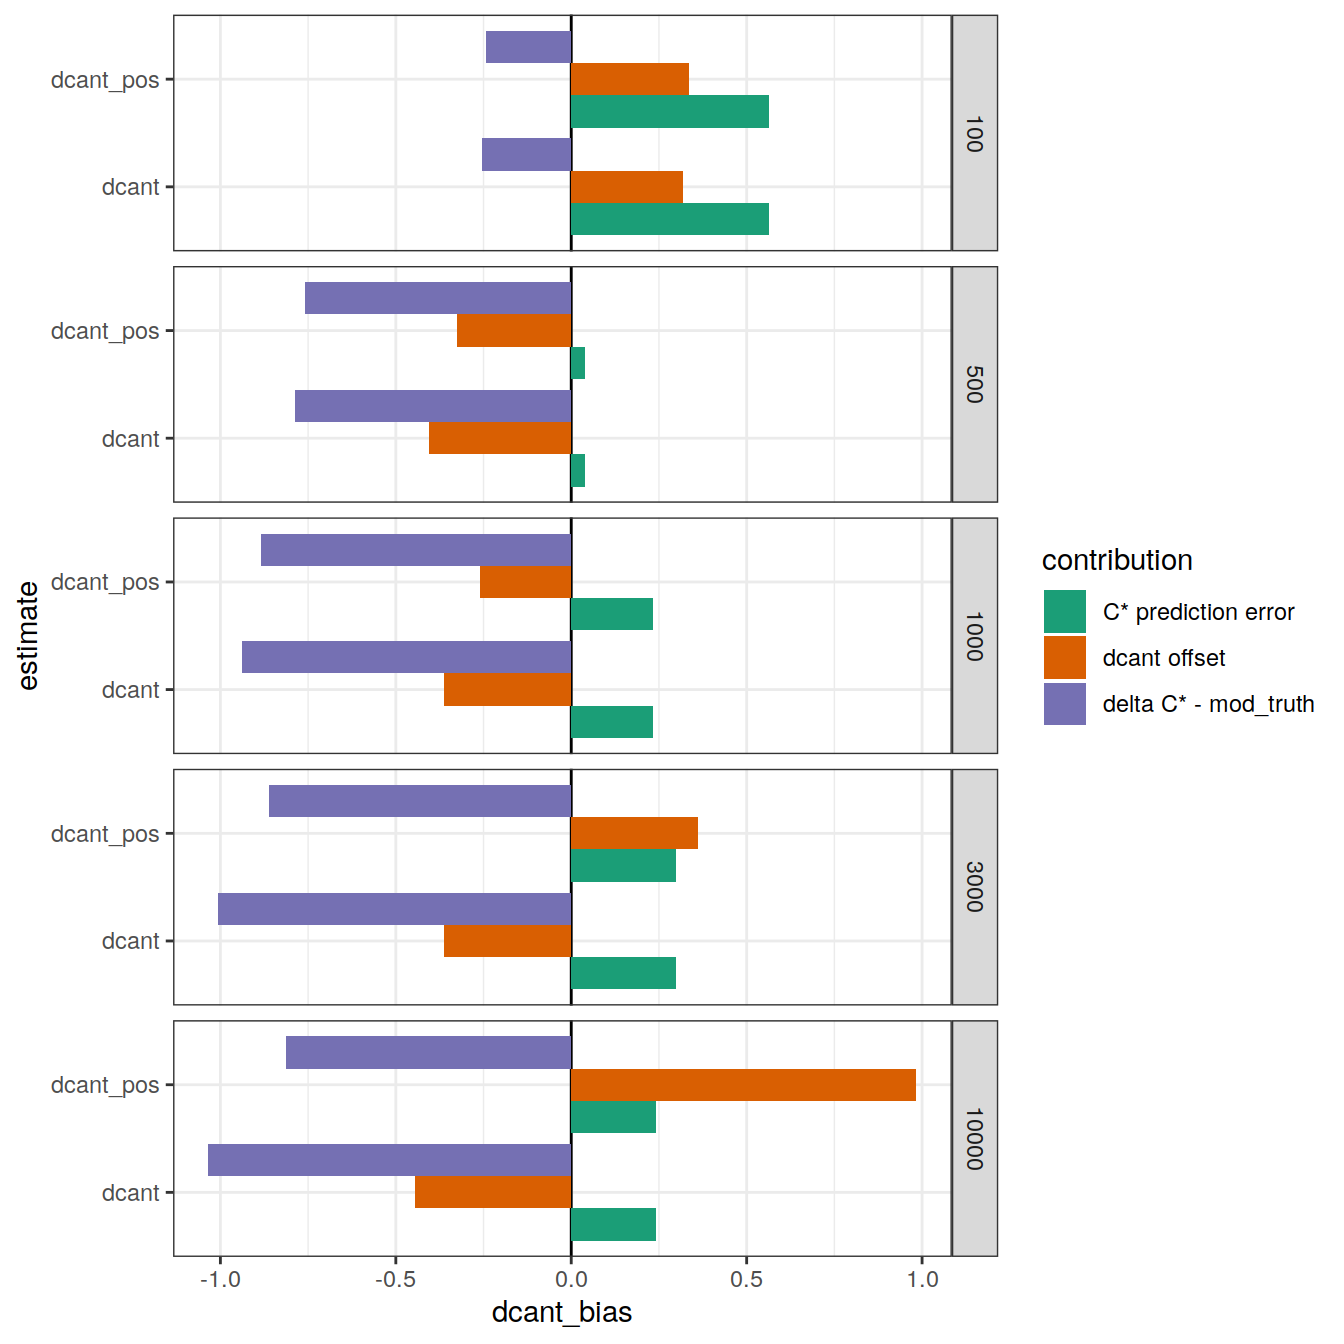 dcant_pos
dcant
100
dcant_pos
dcant
500
dcant_pos
dcant
1000
dcant_pos
dcant
3000
dcant_pos
dcant
10000
estimate
-1.0
-0.5
0.0
0.5
1.0
dcant_bias
contribution
C* prediction error
dcant offset
delta C* - mod_truth